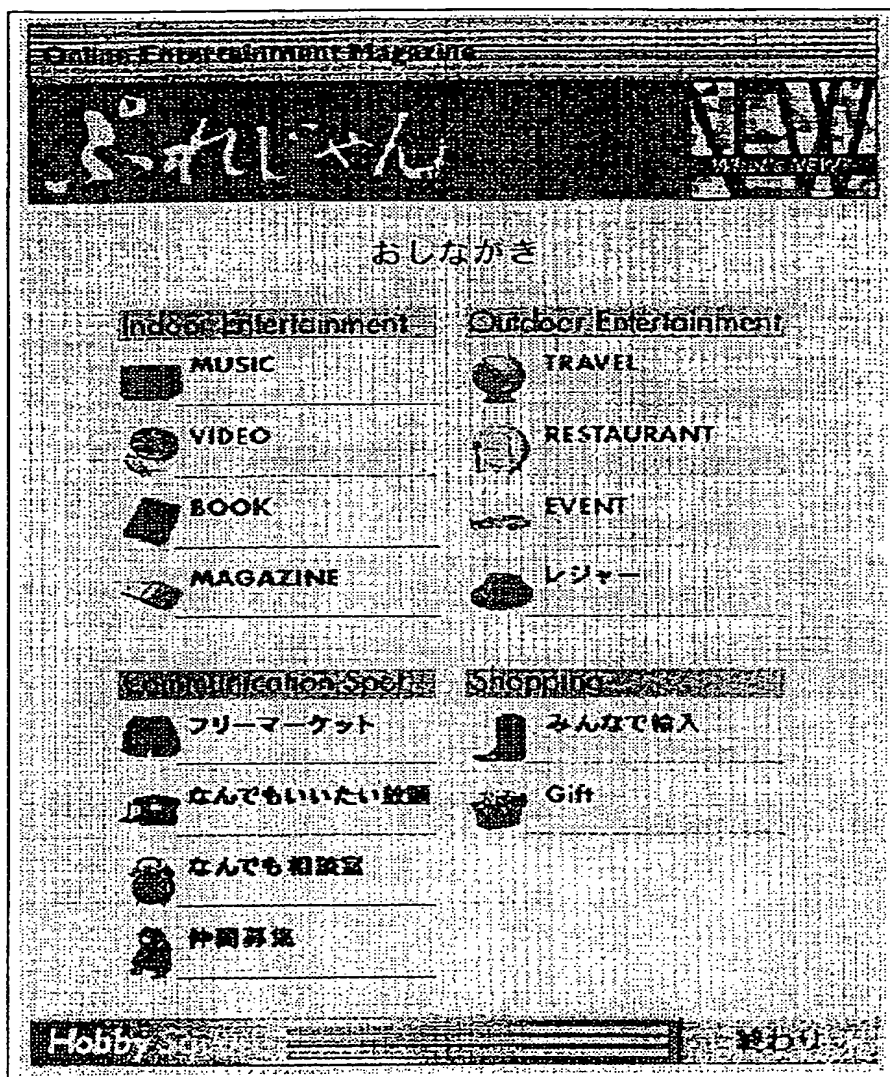 Online Entertainment Magazine
ぷれじゃん
おしながき
Indoor Entertainment
MUSIC
VIDEO
BOOK
MAGAZINE
Outdoor Entertainment
TRAVEL
RESTAURANT
EVENT
レジャー
Communication Spot
フリーマーケット
なんでもいいたい放題
なんでも相談室
仲間募集
Shopping
みんなで輸入
Gift
Hobby
終わり